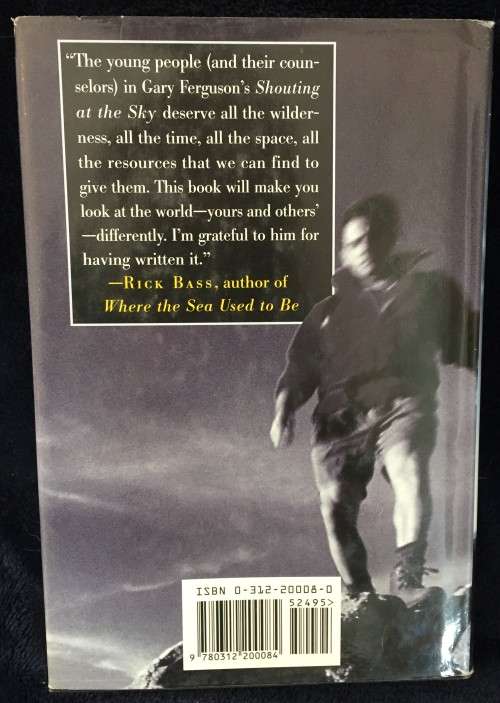 “The young people (and their coun-
selors) in Gary Ferguson's Shouting
at the Sky deserve all the wilder-
ness, all the time, all the space, all
the resources that we can find to
give them. This book will make you
look at the world—yours and others'
—differently. I'm grateful to him for
having written it.”
—RICK BASS, author of
Where the Sea Used to Be
ISBN 0-312-20008-0
52495>
9 780312 200084